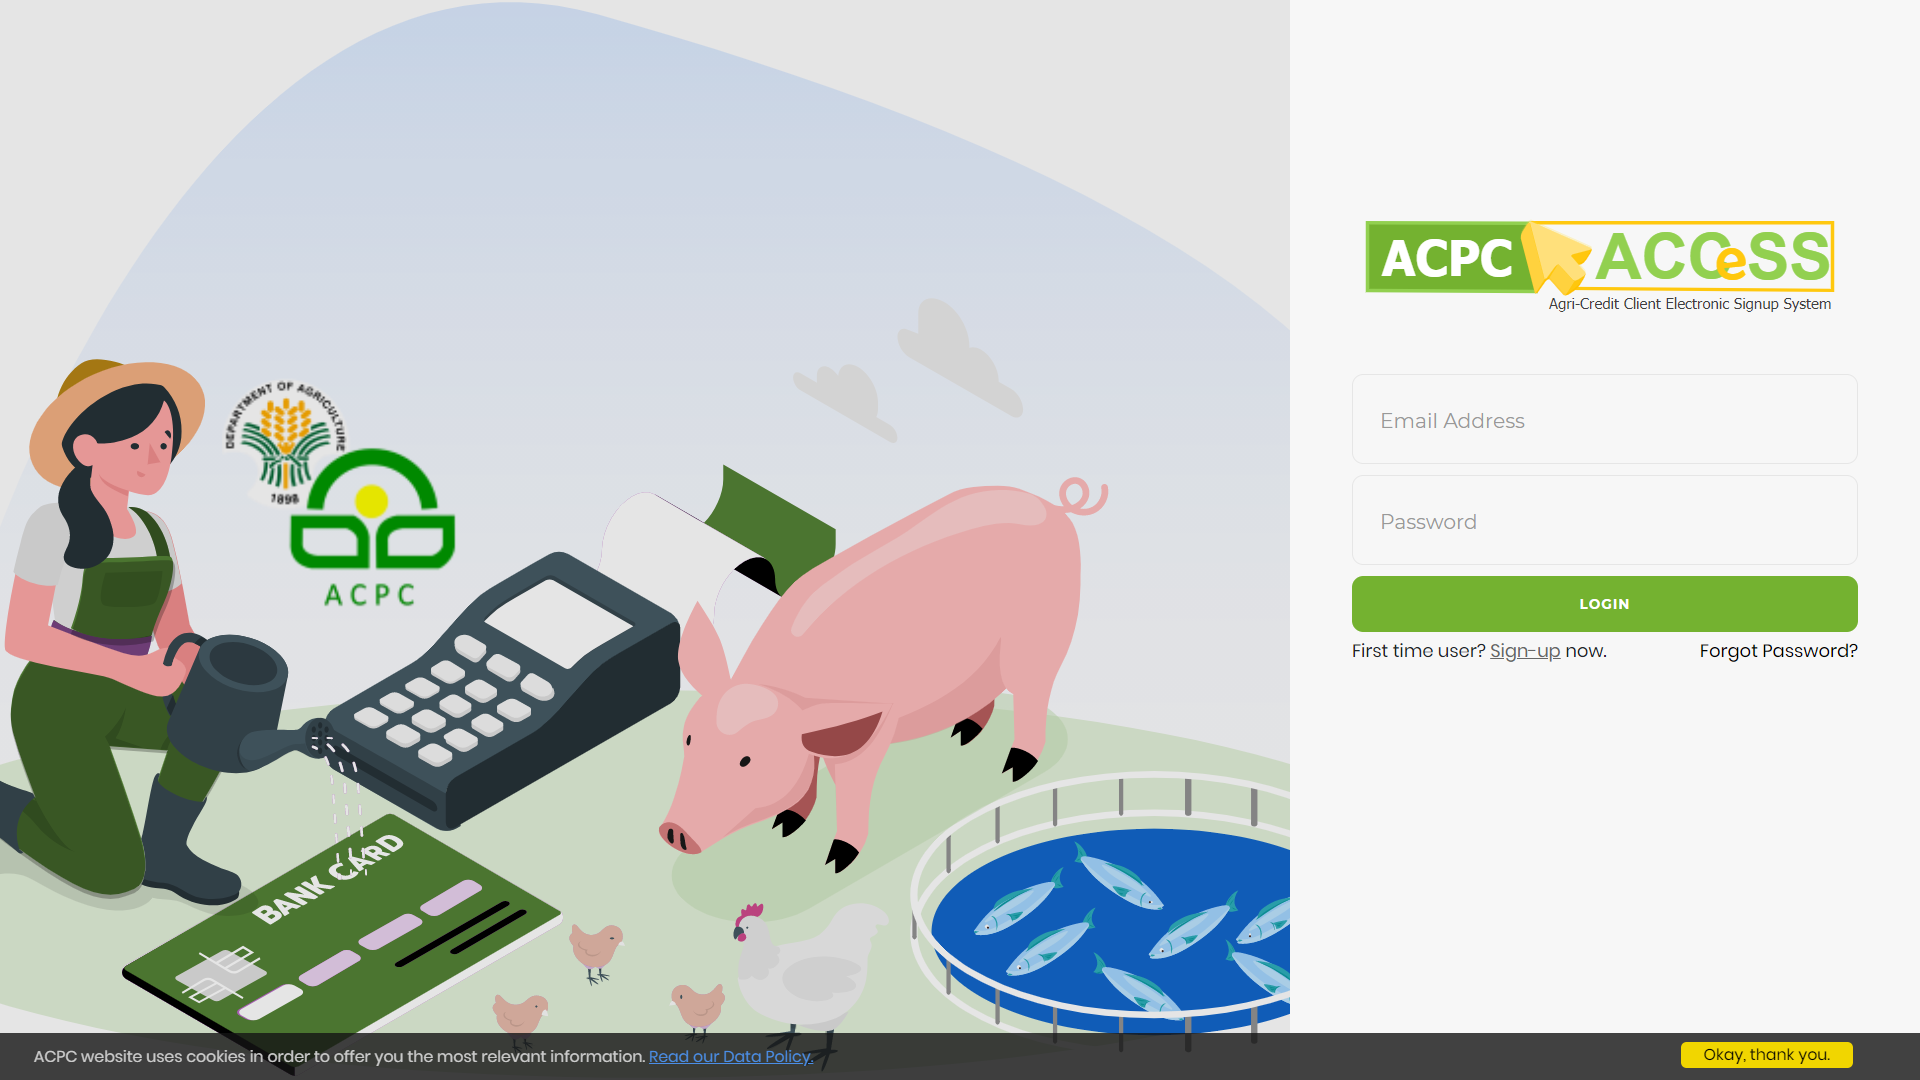 DEPARTMENT OF AGRICULTURE
1898
ACPC
BANK CARD
ACPC ACCeSS
Agri-Credit Client Electronic Signup System
Email Address
Password
LOGIN
First time user? Sign-up now.
Forgot Password?
ACPC website uses cookies in order to offer you the most relevant information. Read our Data Policy.
Okay, thank you.